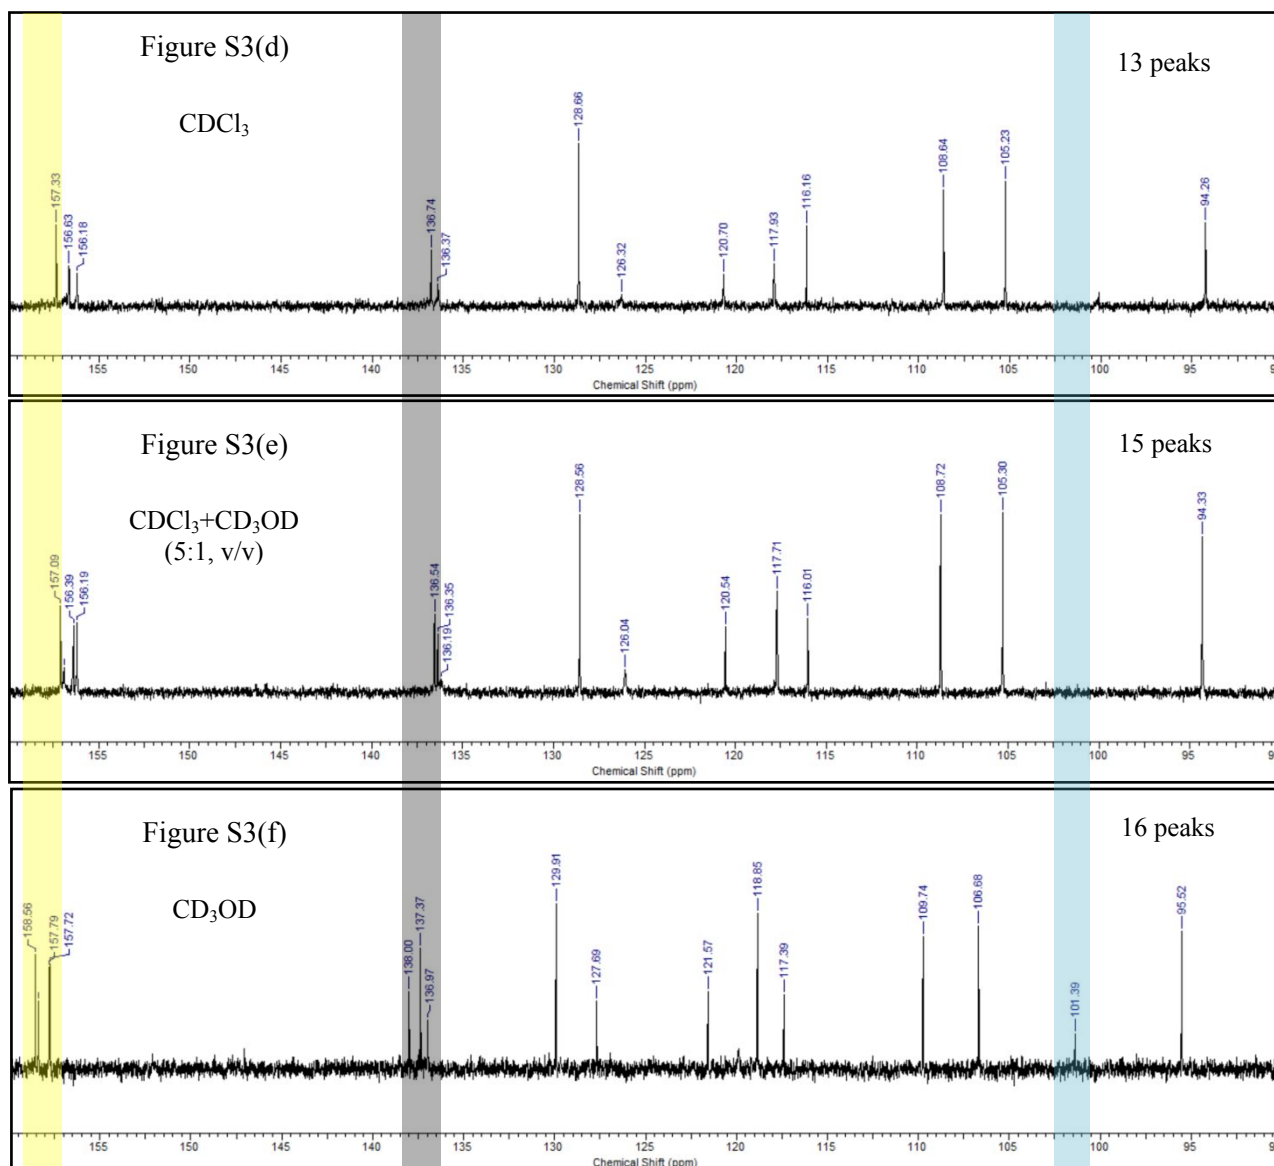 Figure S3(d)
13 peaks
CDCl3
157.33
156.63
156.18
136.74
136.37
128.66
126.32
120.70
117.93
116.16
108.64
105.23
94.26
155 150 145 140 135 130 125 120 115 110 105 100 95 9
Chemical Shift (ppm)
Figure S3(e)
15 peaks
CDCl3+CD3OD
(5:1, v/v)
157.09
156.39
156.19
136.54
136.35
136.19
128.56
126.04
120.54
117.71
116.01
108.72
105.30
94.33
155 150 145 140 135 130 125 120 115 110 105 100 95 9
Chemical Shift (ppm)
Figure S3(f)
16 peaks
CD3OD
158.56
157.79
157.72
138.00
137.37
136.97
129.91
127.69
121.57
118.85
117.39
109.74
106.68
101.39
95.52
155 150 145 140 135 130 125 120 115 110 105 100 95 9
Chemical Shift (ppm)